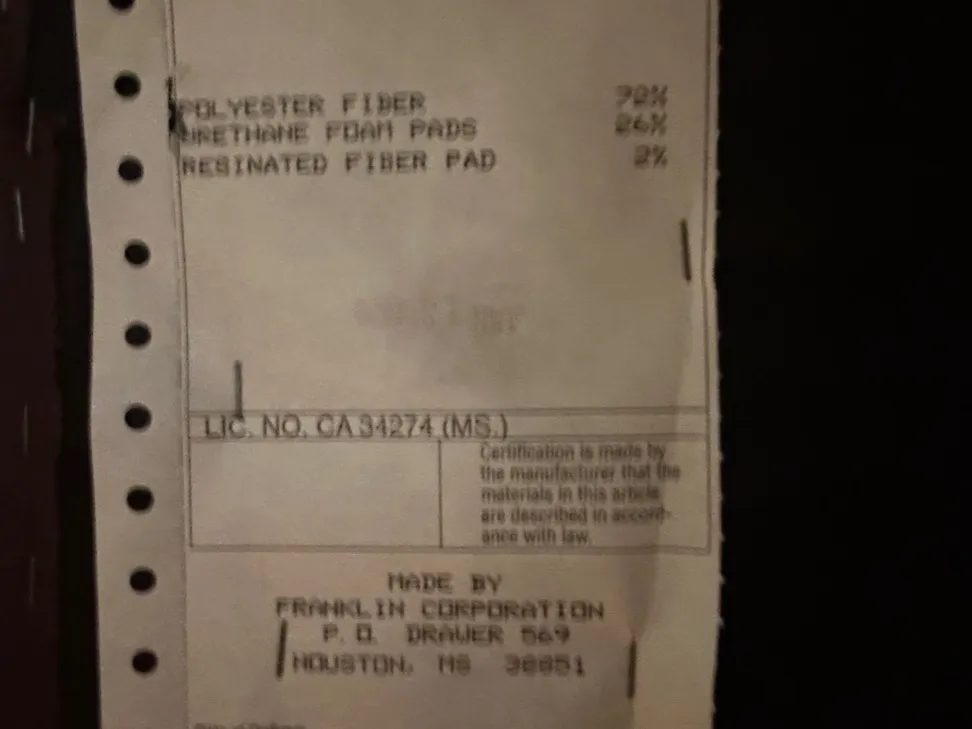 POLYESTER FIBER 72%
URETHANE FOAM PADS 26%
RESINATED FIBER PAD 2%
LIC. NO. CA 34274 (MS.)
Certification is made by
the manufacturer that the
materials in this article
are described in accord-
ance with law.
MADE BY
FRANKLIN CORPORATION
P. O. DRAWER 569
HOUSTON, MS 38851